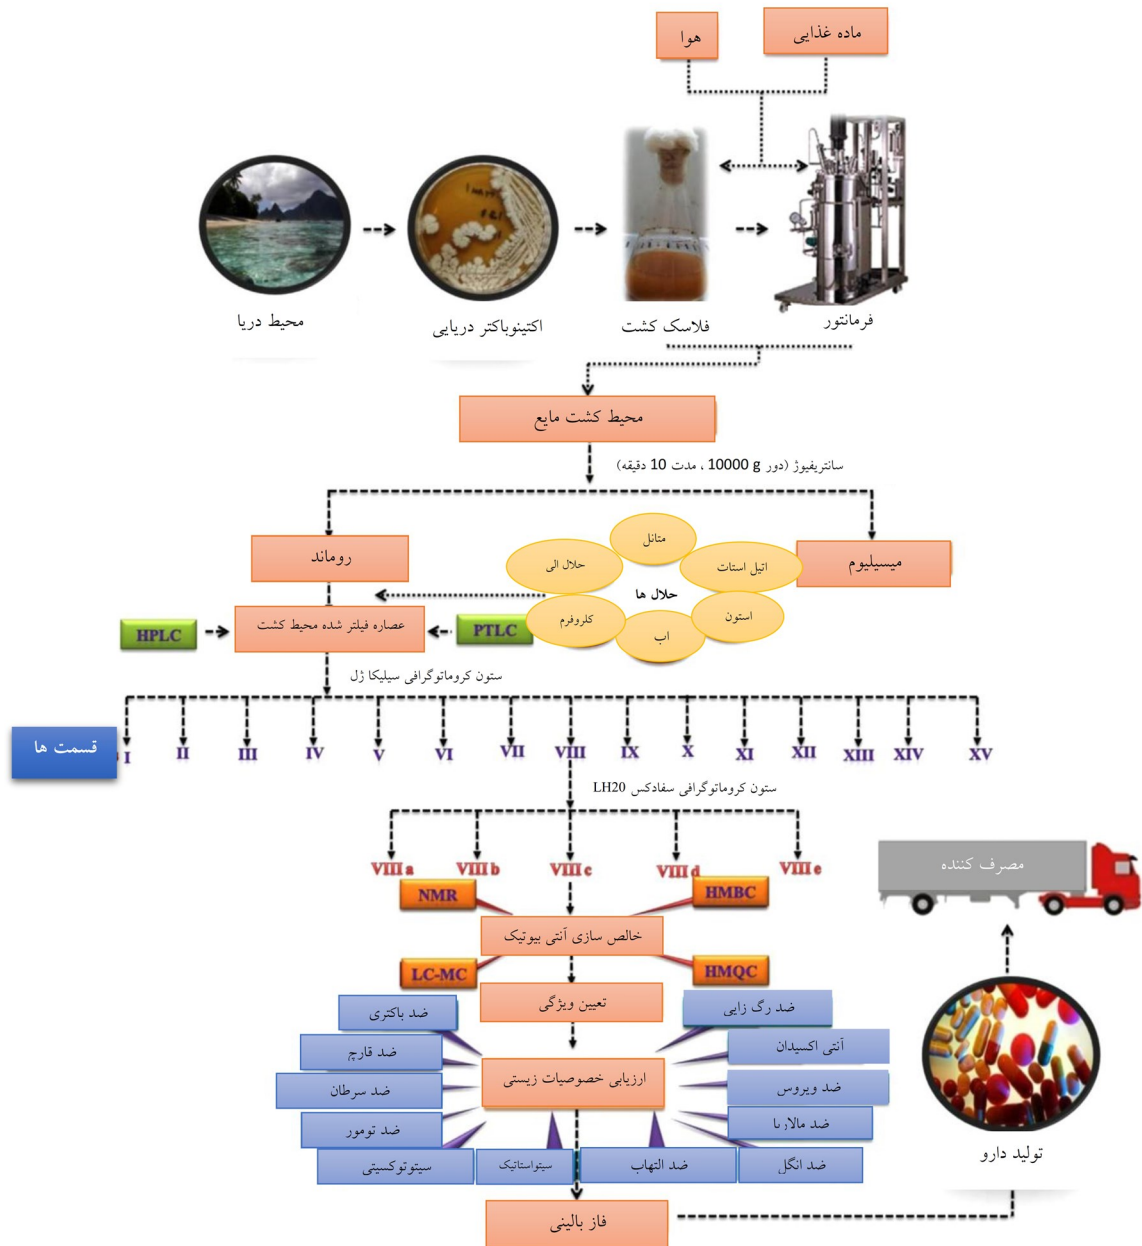 هوا
ماده غذایی
محیط دریا
اکتینوباکتر دریایی
فلاسک کشت
فرمانتور
محیط کشت مایع
سانتریفیوژ (دور 10000 g ، مدت 10 دقیقه)
روماند
میسیلیوم
متانل
حلال الی
اتیل استات
حلال ها
کلروفرم
استون
اب
HPLC
عصاره فیلتر شده محیط کشت
PTLC
ستون کروماتوگرافی سیلیکا ژل
قسمت ها
I II III IV V VI VII VIII IX X XI XII XIII XIV XV
ستون کروماتوگرافی سفادکس LH20
VIII a VIII b VIII c VIII d VIII e
مصرف کننده
NMR
HMBC
خالص سازی آنتی بیوتیک
LC-MC
HMQC
تعیین ویژگی
ضد باکتری
ضد رگ زایی
ضد قارچ
آنتی اکسیدان
ارزیابی خصوصیات زیستی
ضد سرطان
ضد ویروس
ضد تومور
ضد مالاریا
سیتوتوکسیتی
سیتواستاتیک
ضد التهاب
ضد انگل
تولید دارو
فاز بالینی